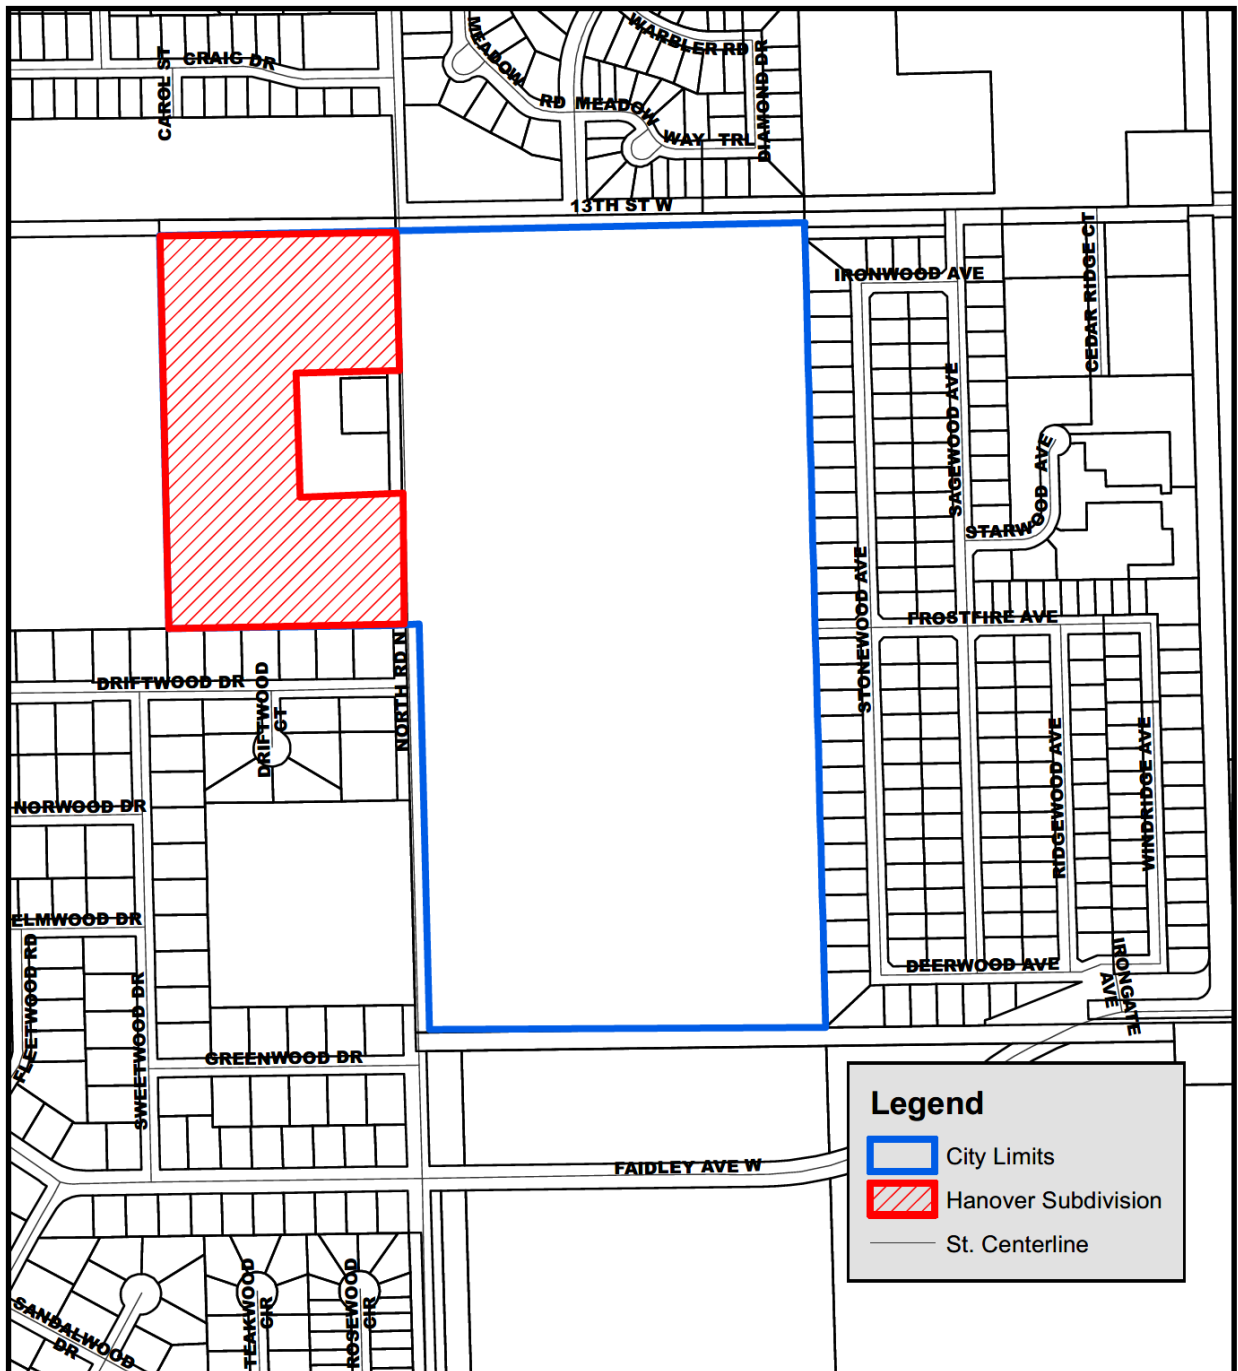 CRAIG DR
CAROL ST
MEADOW
RD
MEADOW
WAY TRL
WARBLER RD
DIAMOND DR
13TH ST W
IRONWOOD AVE
CEDAR RIDGE CT
SAGEWOOD AVE
STARWOOD AVE
STONEWOOD AVE
FROSTFIRE AVE
NORTH RD N
DRIFTWOOD DR
DRIFTWOOD
CT
RIDGEWOOD AVE
WINDRIDGE AVE
NORWOOD DR
ELMWOOD DR
FLEETWOOD RD
SWEETWOOD DR
DEERWOOD AVE
IRONGATE
AVE
GREENWOOD DR
FAIDLEY AVE W
SANDALWOOD
DR
TEAKWOOD
CIR
ROSEWOOD
CIR
Legend
City Limits
Hanover Subdivision
St. Centerline